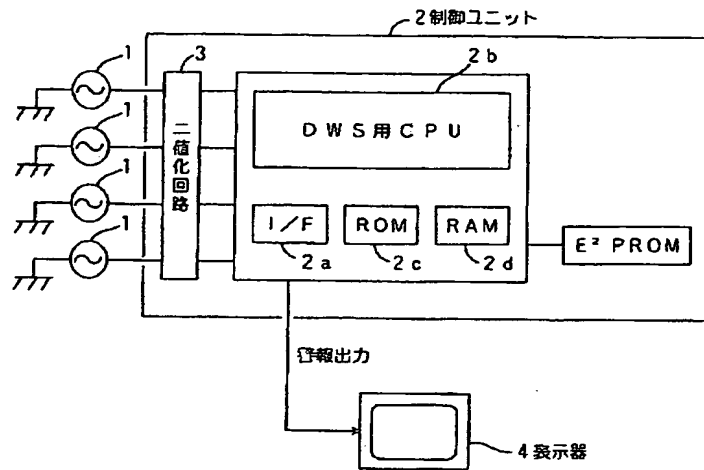 2 制御ユニット
1
3
2b
1
DWS用CPU
1
二値化回路
1
I/F
ROM
RAM
E² PROM
2a
2c
2d
警報出力
4 表示器